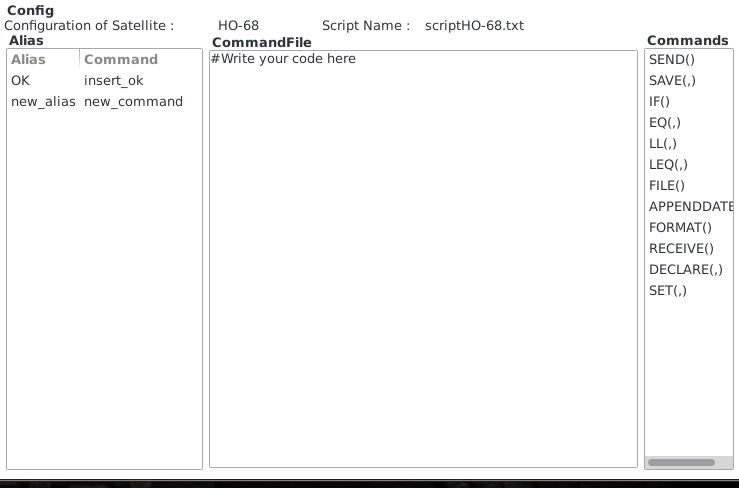 Config
Configuration of Satellite : HO-68 Script Name : scriptHO-68.txt
Alias
Alias Command
OK insert_ok
new_alias new_command
CommandFile
#Write your code here
Commands
SEND()
SAVE(,)
IF()
EQ(,)
LL(,)
LEQ(,)
FILE()
APPENDDATE
FORMAT()
RECEIVE()
DECLARE(,)
SET(,)